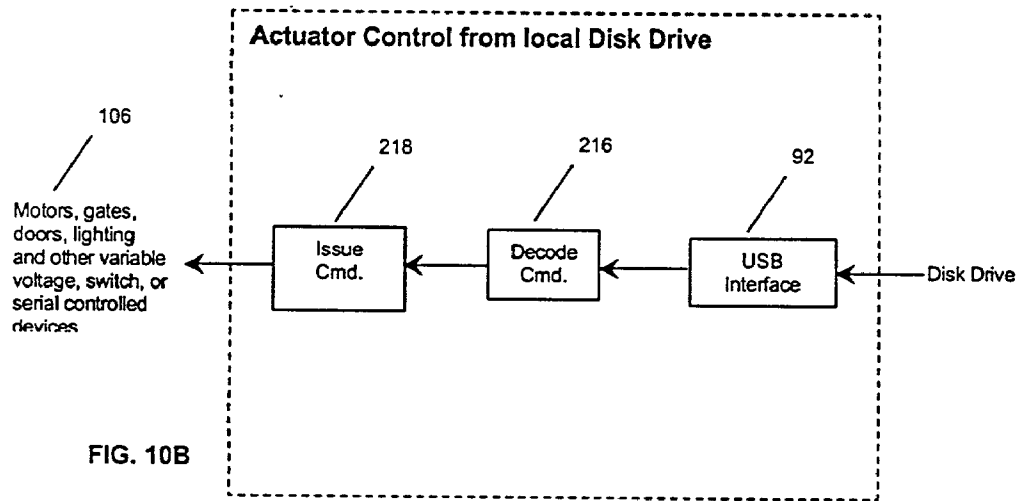 Actuator Control from local Disk Drive
106
218
216
92
Motors, gates,
doors, lighting
and other variable
voltage, switch, or
serial controlled
devices
Issue
Cmd.
Decode
Cmd.
USB
Interface
Disk Drive
FIG. 10B